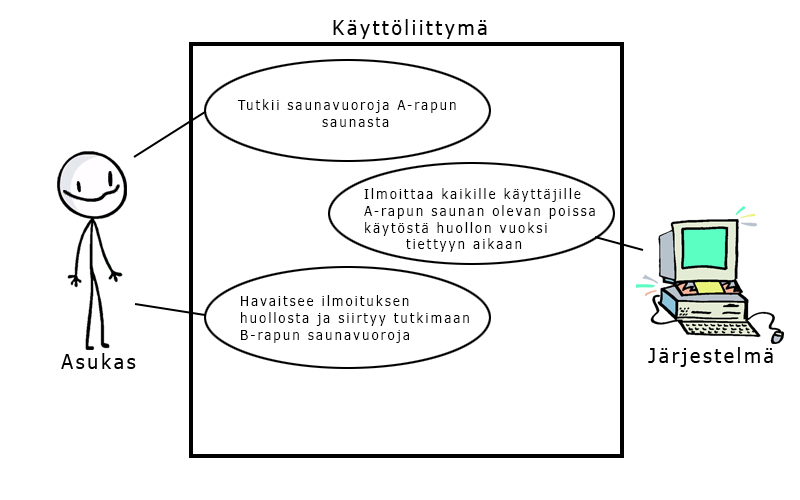 Käyttöliittymä
Tutkii saunavuoroja A-rapun
saunasta
Ilmoittaa kaikille käyttäjille
A-rapun saunan olevan poissa
käytöstä huollon vuoksi
tiettyyn aikaan
Havaitsee ilmoituksen
huollosta ja siirtyy tutkimaan
B-rapun saunavuoroja
Asukas
Järjestelmä